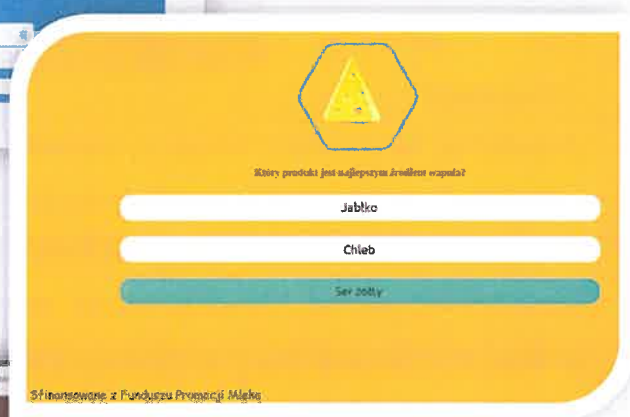 Który produkt jest najlepszym źródłem wapnia?
Jabłko
Chleb
Ser żółty
Sfinansowane z Funduszu Promocji Mleka